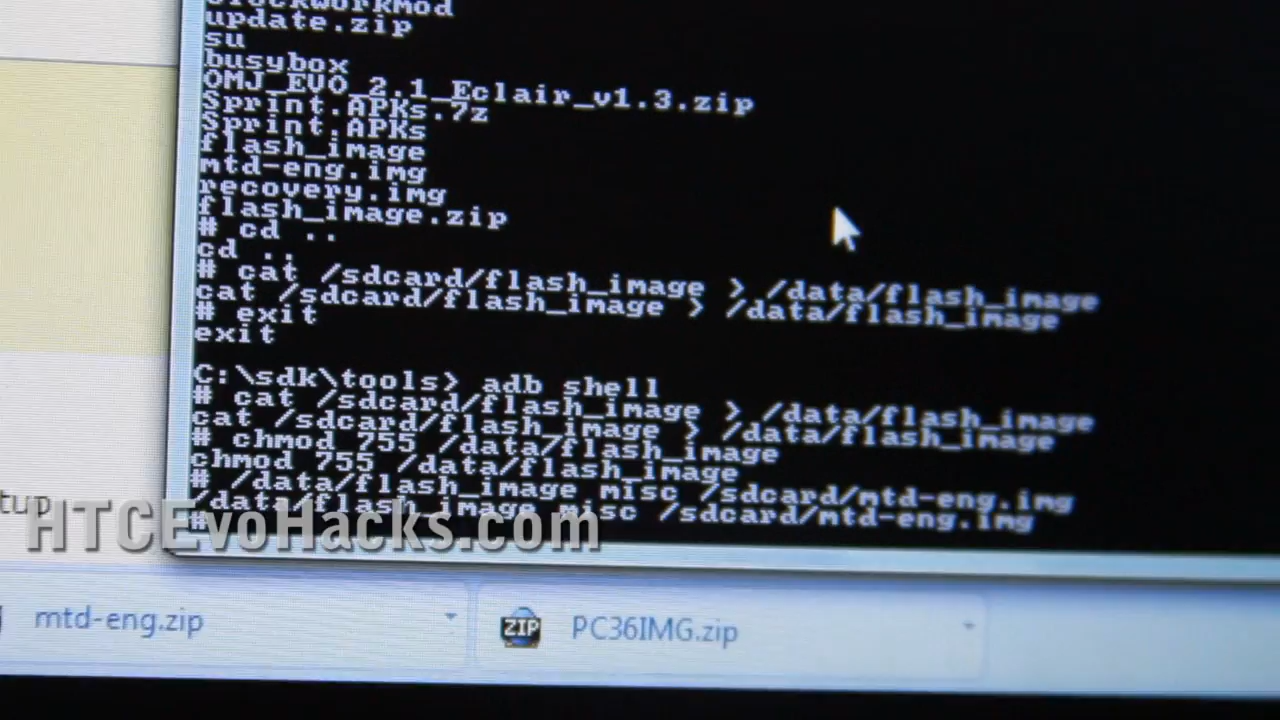 clockworkmod
update.zip
su
busybox
OMJ_EVO_2.1_Eclair_v1.3.zip
Sprint.APKs.7z
Sprint.APKs
flash_image
mtd-eng.img
recovery.img
flash_image.zip
# cd ..
cd ..
# cat /sdcard/flash_image > /data/flash_image
cat /sdcard/flash_image > /data/flash_image
# exit
exit
C:\sdk\tools> adb shell
# cat /sdcard/flash_image > /data/flash_image
cat /sdcard/flash_image > /data/flash_image
# chmod 755 /data/flash_image
chmod 755 /data/flash_image
# /data/flash_image misc /sdcard/mtd-eng.img
/data/flash_image misc /sdcard/mtd-eng.img
#
tup
HTCEvoHacks.com
mtd-eng.zip
ZIP PC36IMG.zip